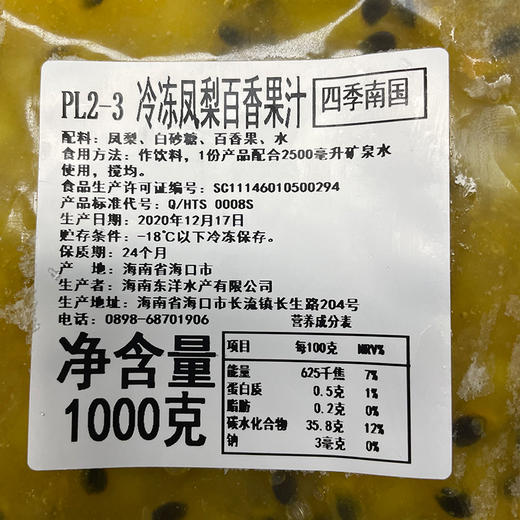 PL2-3 冷冻凤梨百香果汁 四季南国
配料：凤梨、白砂糖、百香果、水
食用方法：作饮料，1份产品配合2500毫升矿泉水
使用，搅均。
食品生产许可证编号：SC11146010500294
产品标准代号：Q/HTS 0008S
生产日期：2020年12月17日
贮存条件：-18℃以下冷冻保存。
保质期：24个月
产 地：海南省海口市
生产者：海南东洋水产有限公司
生产地址：海南省海口市长流镇长生路204号
电话：0898-68701906
营养成分表
净含量
1000克
项目 每100克 NRV%
能量 625千焦 7%
蛋白质 0.5克 1%
脂肪 0.2克 0%
碳水化合物 35.8克 12%
钠 3毫克 0%